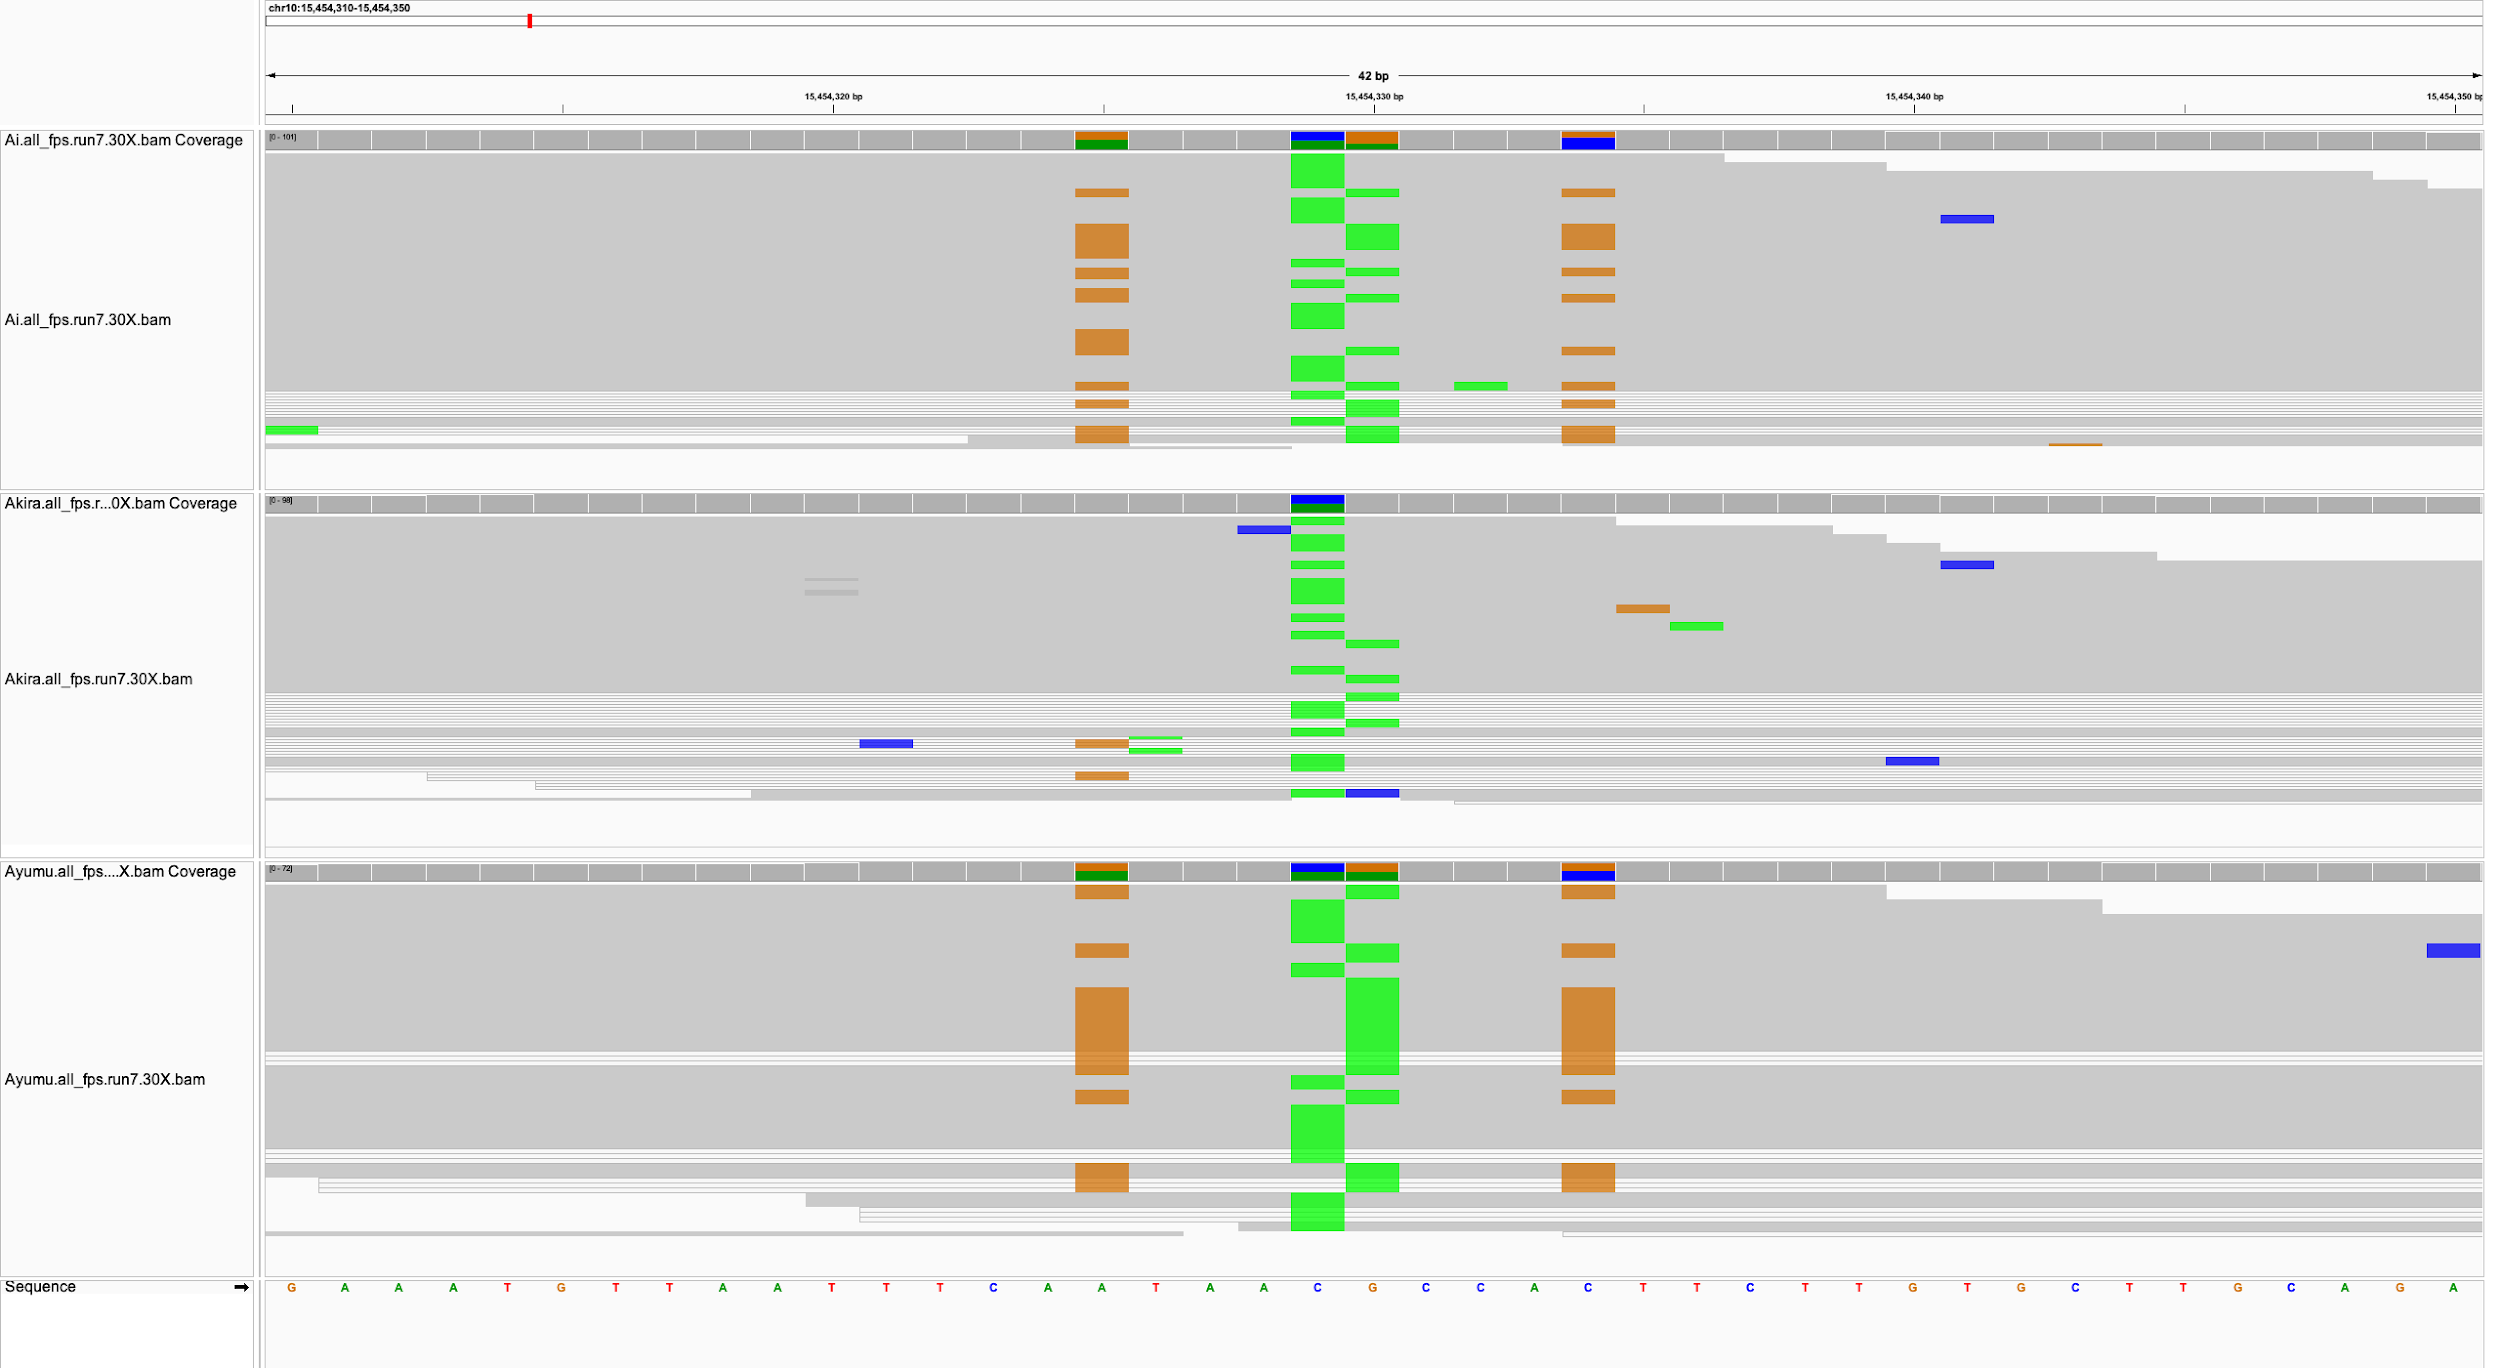 chr10:15,454,310-15,454,350
42 bp
15,454,320 bp 15,454,330 bp 15,454,340 bp 15,454,350 bp
Ai.all_fps.run7.30X.bam Coverage
[0 - 101]
Ai.all_fps.run7.30X.bam
Akira.all_fps.r...0X.bam Coverage
[0 - 98]
Akira.all_fps.run7.30X.bam
Ayumu.all_fps....X.bam Coverage
[0 - 72]
Ayumu.all_fps.run7.30X.bam
Sequence G A A A T G T T A A T T T C A A T A A C G C C A C T T C T T G T G C T T G C A G A